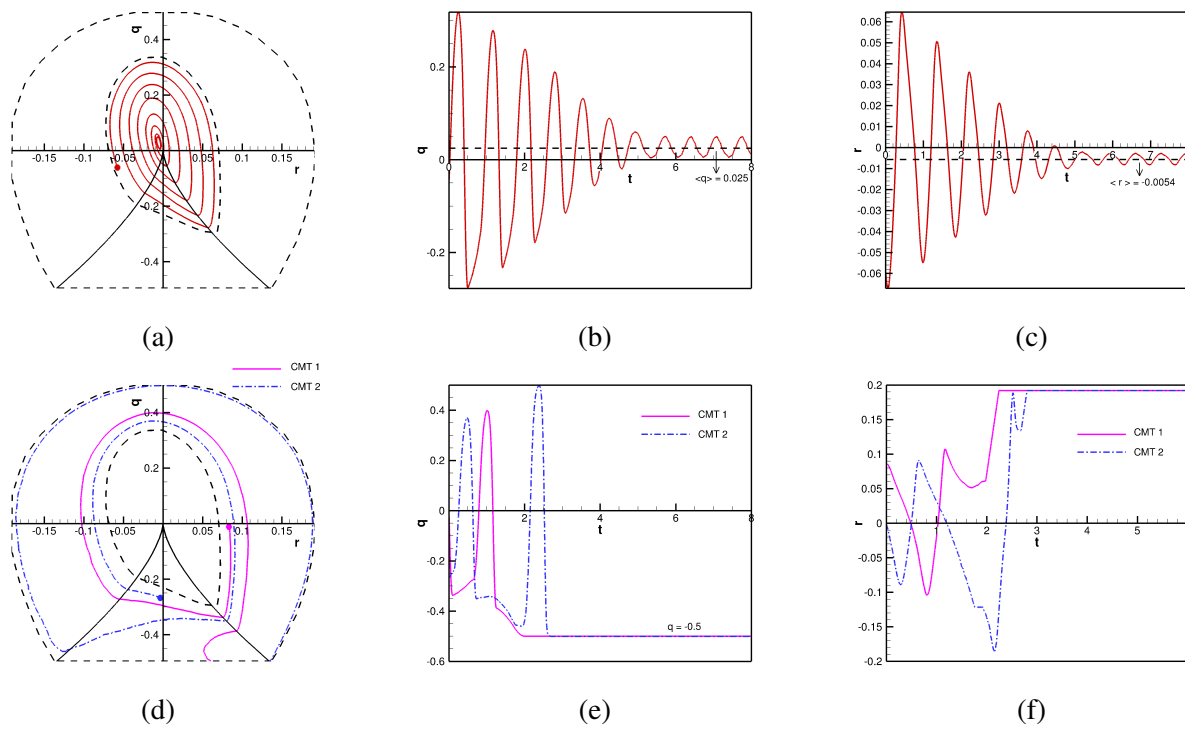 q
0.4
0.2
-0.15
-0.05
0.05
0.1
0.15
r
-0.2
-0.4
(a)
0.2
0
2
4
6
8
q
t
<q> = 0.025
-0.2
(b)
0.06
0.05
0.04
0.03
0.02
0.01
0
0
1
2
3
4
5
6
7
r
t
< r > = -0.0054
-0.01
-0.02
-0.03
-0.04
-0.05
-0.06
(c)
CMT 1
CMT 2
q
0.4
0.2
-0.15
-0.1
-0.05
0.05
0.1
0.15
r
-0.2
-0.4
(d)
0.4
0.2
0
2
4
6
8
q
t
CMT 1
CMT 2
-0.2
-0.4
q = -0.5
-0.6
(e)
0.2
0.15
0.1
0.05
0
0
1
2
3
4
5
r
t
CMT 1
CMT 2
-0.05
-0.1
-0.15
-0.2
(f)